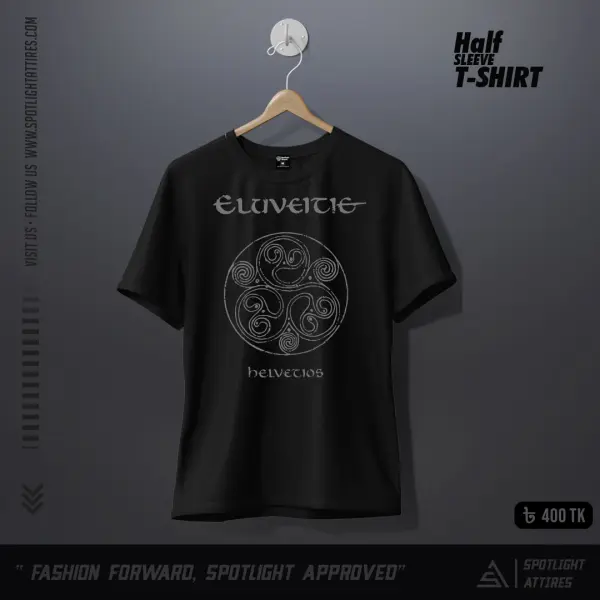 Half
SLEEVE
T-SHIRT
VISIT US • FOLLOW US WWW.SPOTLIGHTATTIRES.COM
ELUVEITIE
helvetios
৳ 400 TK
" FASHION FORWARD, SPOTLIGHT APPROVED"
SPOTLIGHT
ATTIRES